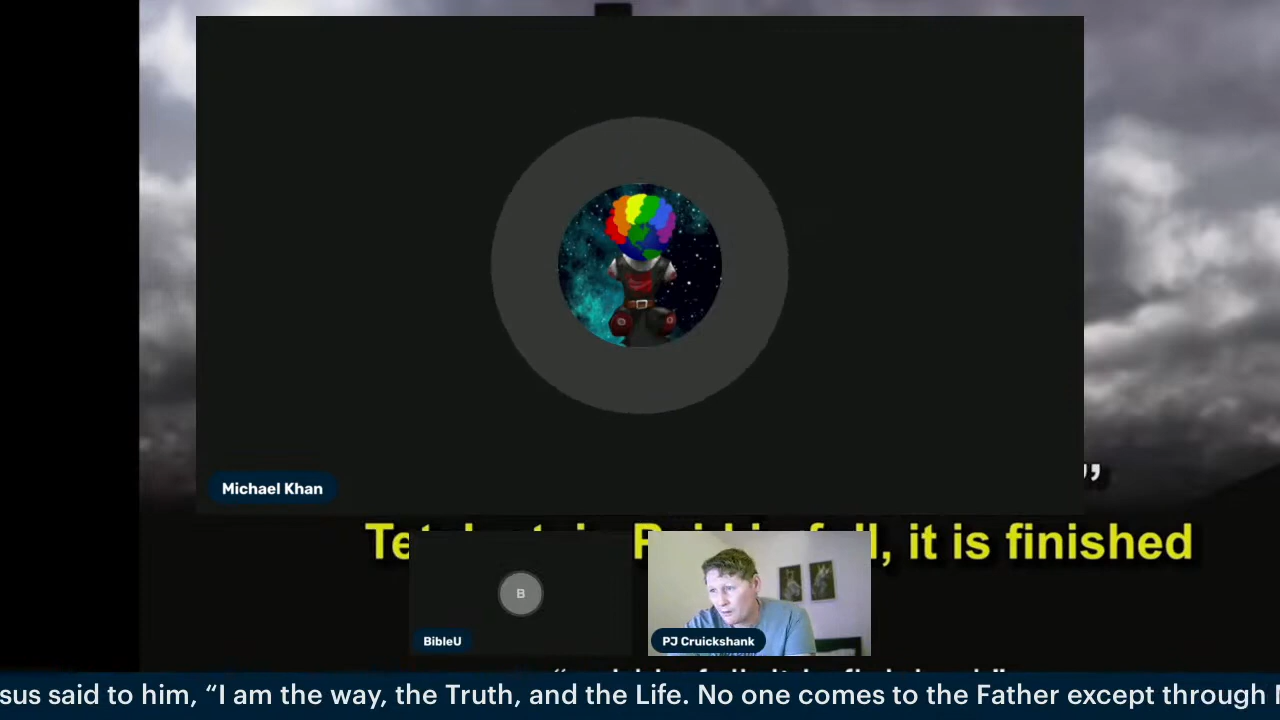 ”
Michael Khan
Te it is finished
B
BibleU
PJ Cruickshank
sus said to him, “I am the way, the Truth, and the Life. No one comes to the Father except through